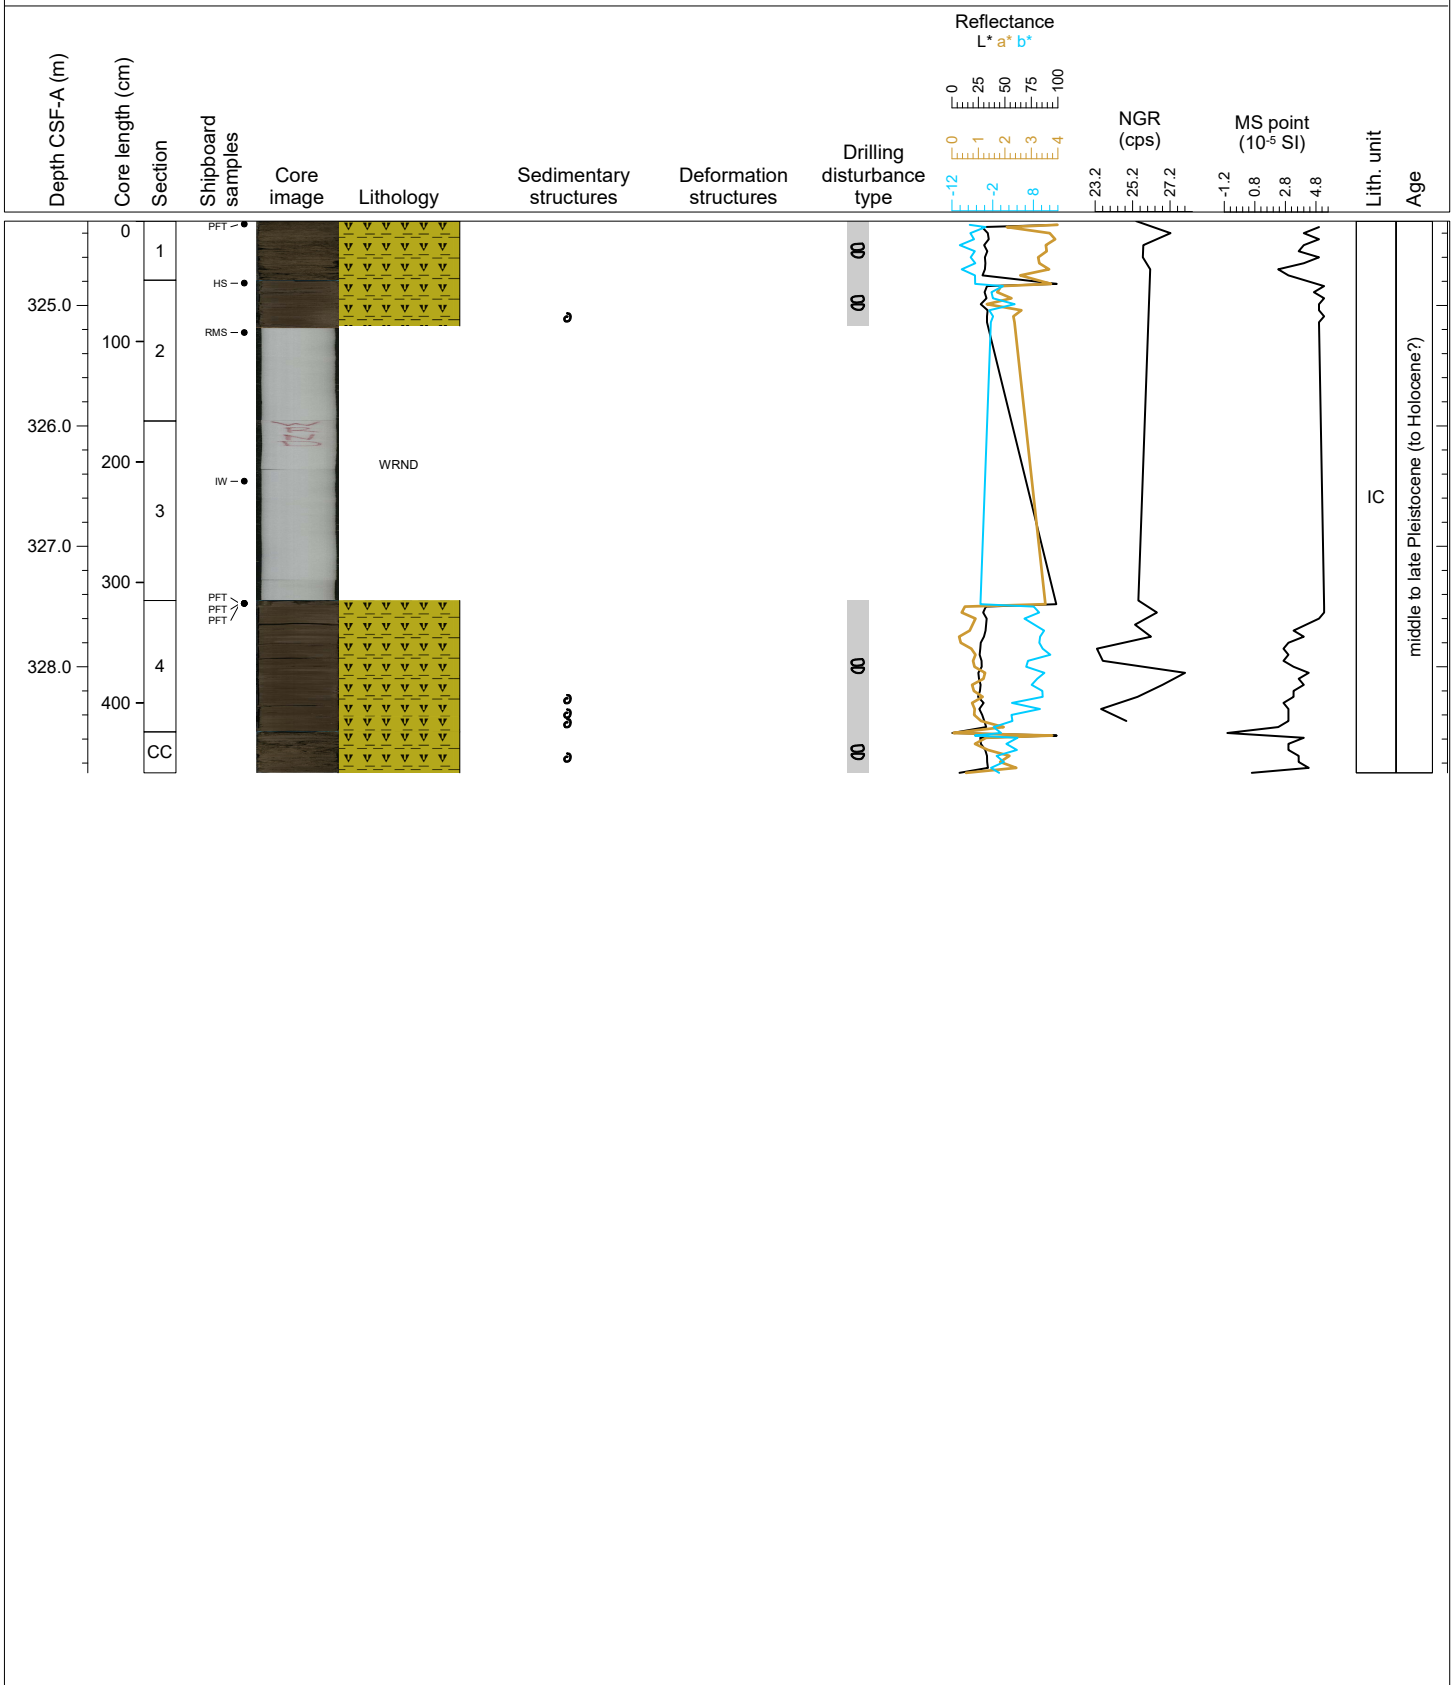 Depth CSF-A (m)
Core length (cm)
Section
Shipboard
samples
Core
image
Lithology
Sedimentary
structures
Deformation
structures
Drilling
disturbance
type
Reflectance
L* a* b*
0 25 50 75 100
0 1 2 3 4
-12 -2 8
NGR
(cps)
23.2 25.2 27.2
MS point
(10-5 SI)
-1.2 0.8 2.8 4.8
Lith. unit
Age
PFT
0
1
HS
325.0
RMS
100
2
326.0
200
WRND
IW
3
IC
middle to late Pleistocene (to Holocene?)
327.0
300
PFT
PFT
PFT
4
328.0
400
CC